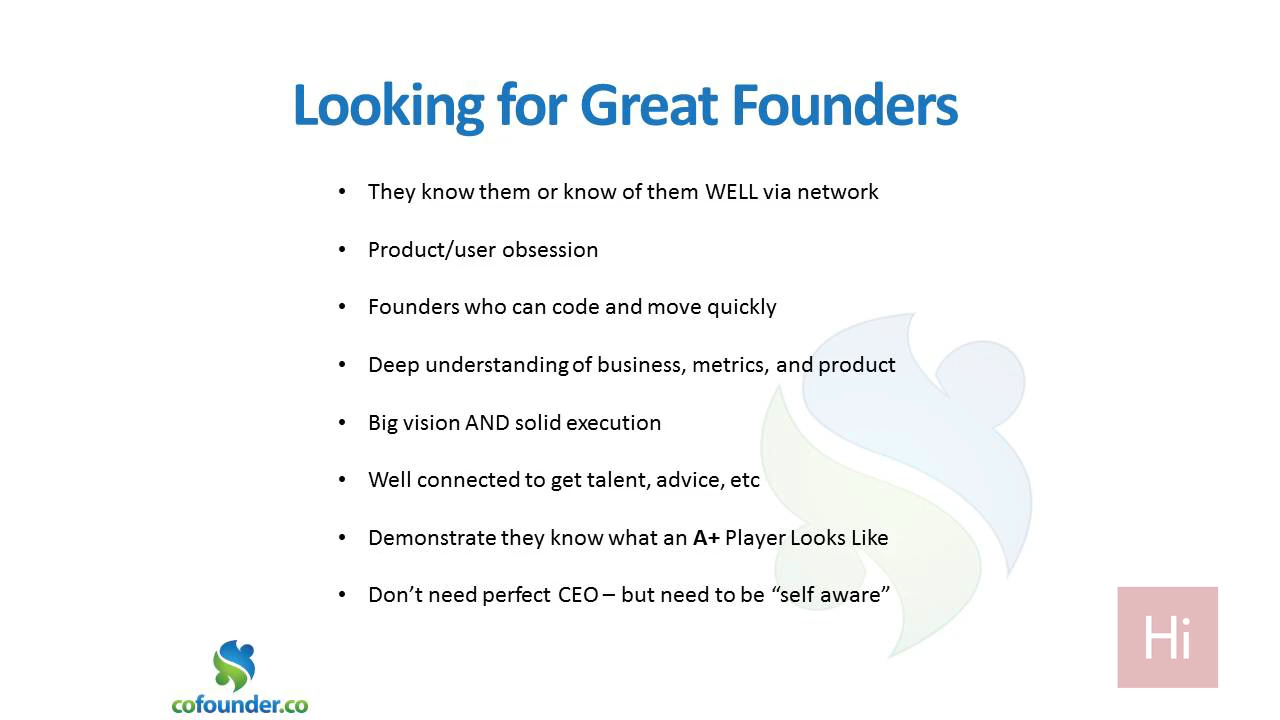 Looking for Great Founders
• They know them or know of them WELL via network
• Product/user obsession
• Founders who can code and move quickly
• Deep understanding of business, metrics, and product
• Big vision AND solid execution
• Well connected to get talent, advice, etc
• Demonstrate they know what an A+ Player Looks Like
• Don’t need perfect CEO – but need to be “self aware”
Hi
cofounder.co